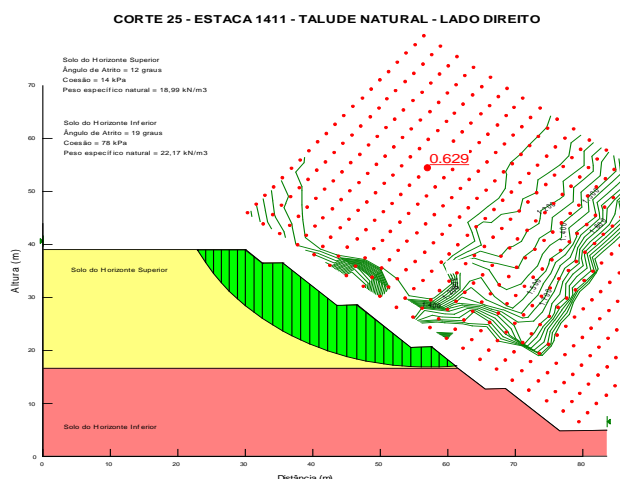 CORTE 25 - ESTACA 1411 - TALUDE NATURAL - LADO DIREITO
Solo do Horizonte Superior
Ângulo de Atrito = 12 graus
Coesão = 14 kPa
Peso específico natural = 18,99 kN/m3
Solo do Horizonte Inferior
Ângulo de Atrito = 19 graus
Coesão = 78 kPa
Peso específico natural = 22,17 kN/m3
0.629
Altura (m)
70
60
50
40
30
20
10
0
Solo do Horizonte Superior
Solo do Horizonte Inferior
0 10 20 30 40 50 60 70 80
Distância (m)